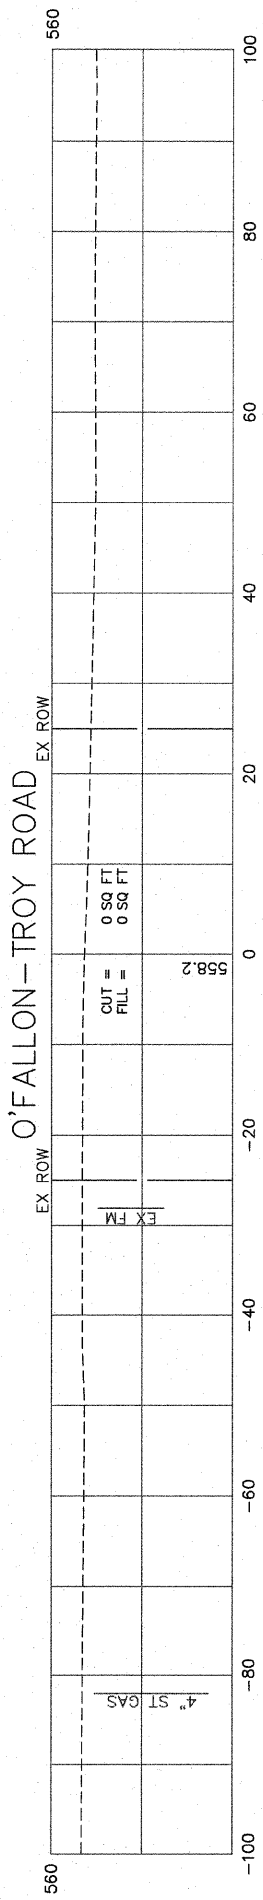 O'FALLON-TROY ROAD
EX ROW
EX ROW
560
560
CUT = 0 SQ FT
FILL = 0 SQ FT
4" ST GAS
EX FM
558.2
-100
-80
-60
-40
-20
0
20
40
60
80
100